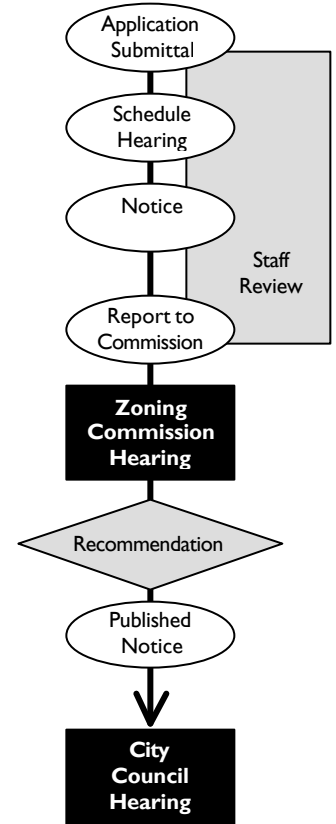 Application
Submittal
Schedule
Hearing
Notice
Staff
Review
Report to
Commission
Zoning
Commission
Hearing
Recommendation
Published
Notice
City
Council
Hearing